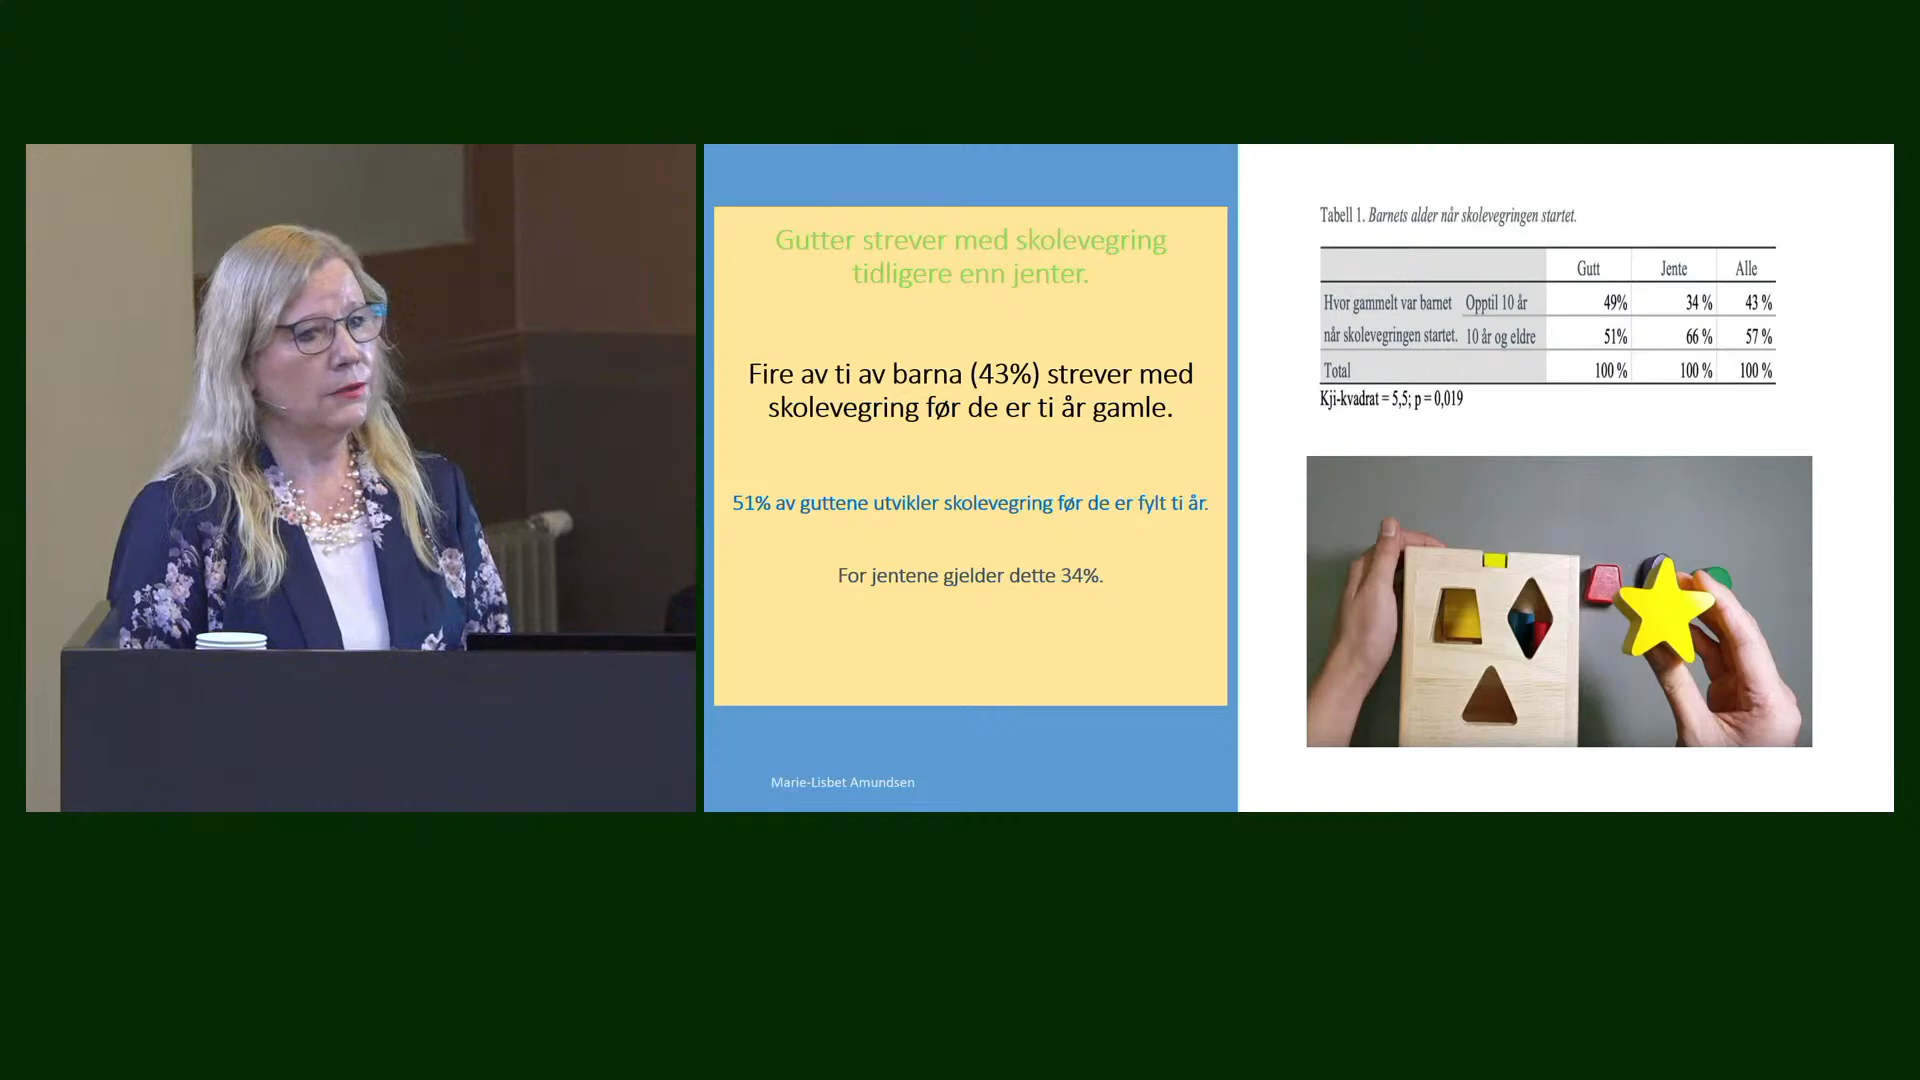 Gutter strever med skolevegring
tidligere enn jenter.
Fire av ti av barna (43%) strever med
skolevegring før de er ti år gamle.
51% av guttene utvikler skolevegring før de er fylt ti år.
For jentene gjelder dette 34%.
Marie-Lisbet Amundsen
Tabell 1. Barnets alder når skolevegringen startet.
Gutt Jente Alle
Hvor gammelt var barnet Opptil 10 år 49% 34 % 43 %
når skolevegringen startet. 10 år og eldre 51% 66 % 57 %
Total 100 % 100 % 100 %
Kji-kvadrat = 5,5; p = 0,019